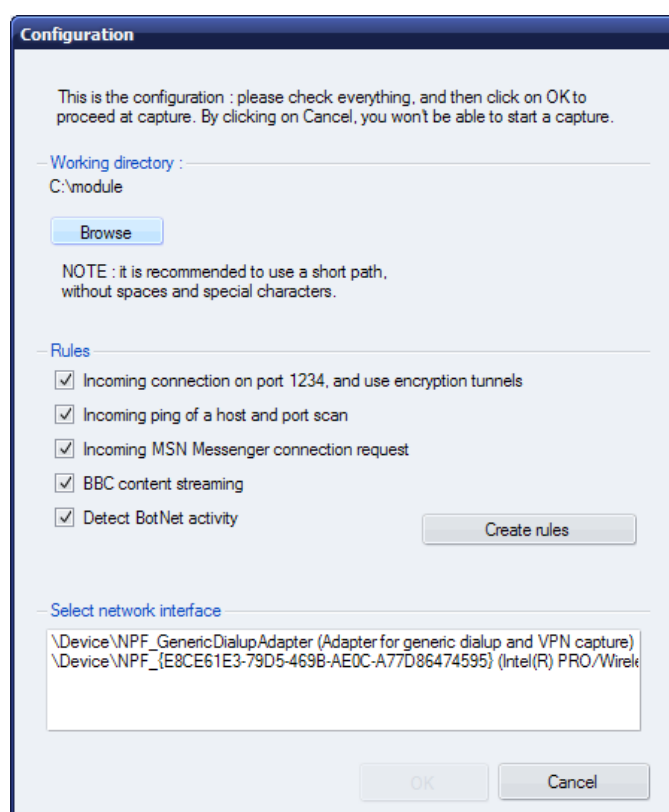 Configuration
This is the configuration : please check everything, and then click on OK to
proceed at capture. By clicking on Cancel, you won't be able to start a capture.
Working directory :
C:\module
Browse
NOTE : it is recommended to use a short path,
without spaces and special characters.
Rules
Incoming connection on port 1234, and use encryption tunnels
Incoming ping of a host and port scan
Incoming MSN Messenger connection request
BBC content streaming
Detect BotNet activity
Create rules
Select network interface
\Device\NPF_GenericDialupAdapter (Adapter for generic dialup and VPN capture)
\Device\NPF_{E8CE61E3-79D5-469B-AE0C-A77D86474595} (Intel(R) PRO/Wirele
OK
Cancel